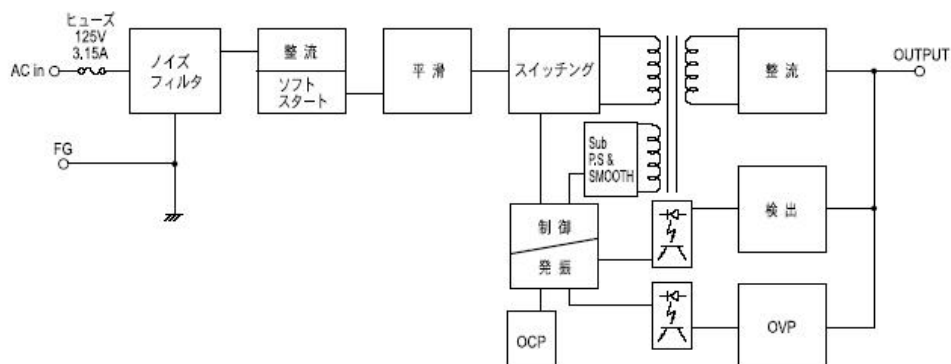 ヒューズ
125V
3.15A
AC in
ノイズ
フィルタ
整流
ソフト
スタート
平滑
スイッチング
整流
OUTPUT
FG
Sub
P.S &
SMOOTH
制御
発振
検出
OCP
OVP